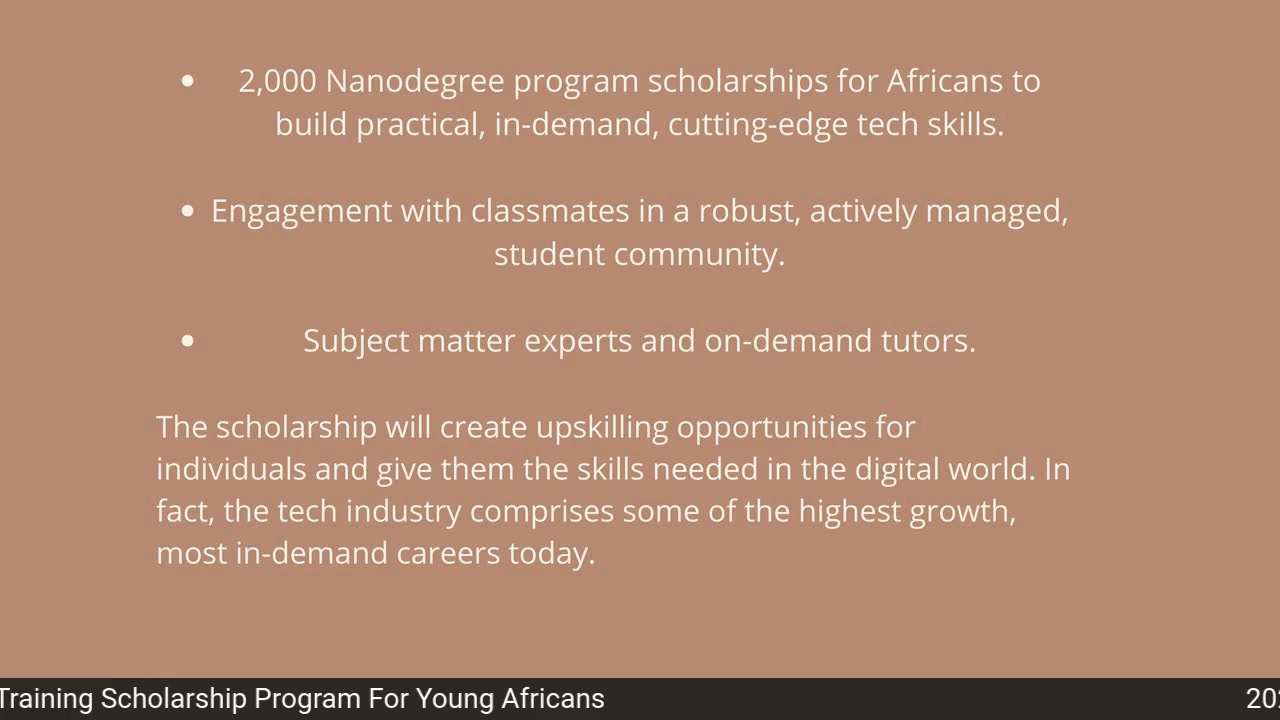 • 2,000 Nanodegree program scholarships for Africans to
build practical, in-demand, cutting-edge tech skills.
• Engagement with classmates in a robust, actively managed,
student community.
• Subject matter experts and on-demand tutors.
The scholarship will create upskilling opportunities for
individuals and give them the skills needed in the digital world. In
fact, the tech industry comprises some of the highest growth,
most in-demand careers today.
Training Scholarship Program For Young Africans